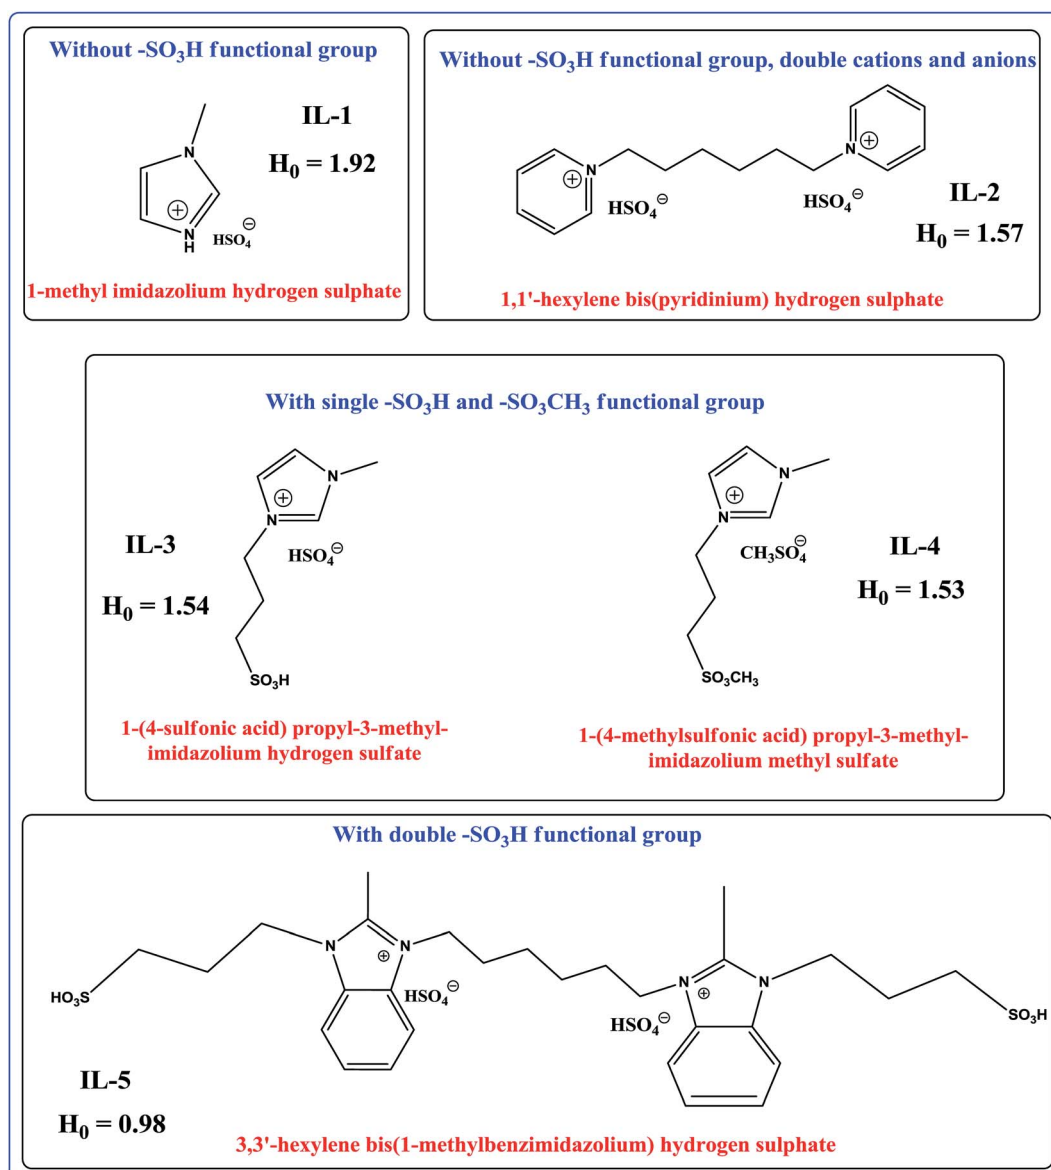 Without -SO₃H functional group
IL-1
H₀ = 1.92
N
⊕
N
H
HSO₄⊖
1-methyl imidazolium hydrogen sulphate
Without -SO₃H functional group, double cations and anions
⊕
N
N
⊕
HSO₄⊖
HSO₄⊖
IL-2
H₀ = 1.57
1,1'-hexylene bis(pyridinium) hydrogen sulphate
With single -SO₃H and -SO₃CH₃ functional group
N
⊕
N
HSO₄⊖
IL-3
H₀ = 1.54
SO₃H
1-(4-sulfonic acid) propyl-3-methyl-
imidazolium hydrogen sulfate
N
⊕
N
CH₃SO₄⊖
IL-4
H₀ = 1.53
SO₃CH₃
1-(4-methylsulfonic acid) propyl-3-methyl-
imidazolium methyl sulfate
With double -SO₃H functional group
HO₃S
N
⊕
N
HSO₄⊖
HSO₄⊖
N
⊕
N
SO₃H
IL-5
H₀ = 0.98
3,3'-hexylene bis(1-methylbenzimidazolium) hydrogen sulphate